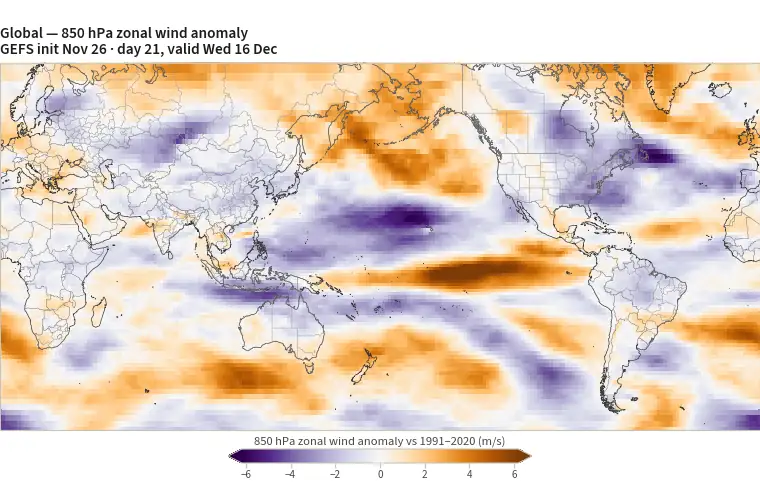 Global — 850 hPa zonal wind anomaly
GEFS init Nov 26 · day 21, valid Wed 16 Dec
850 hPa zonal wind anomaly vs 1991–2020 (m/s)
−6 −4 −2 0 2 4 6